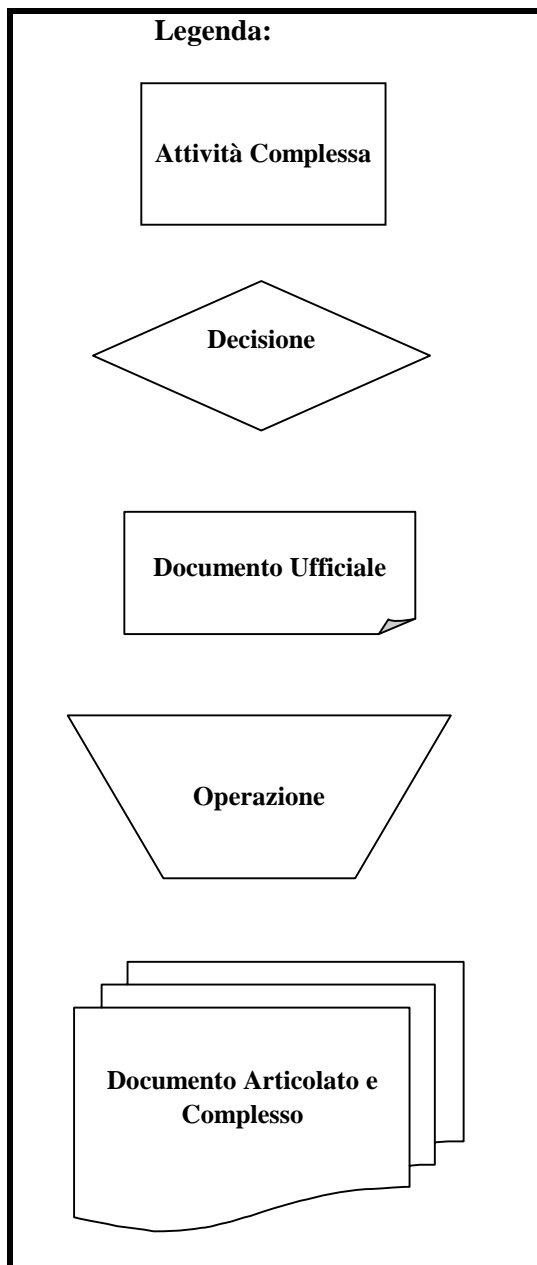 Legenda:
Attività Complessa
Decisione
Documento Ufficiale
Operazione
Documento Articolato e
Complesso